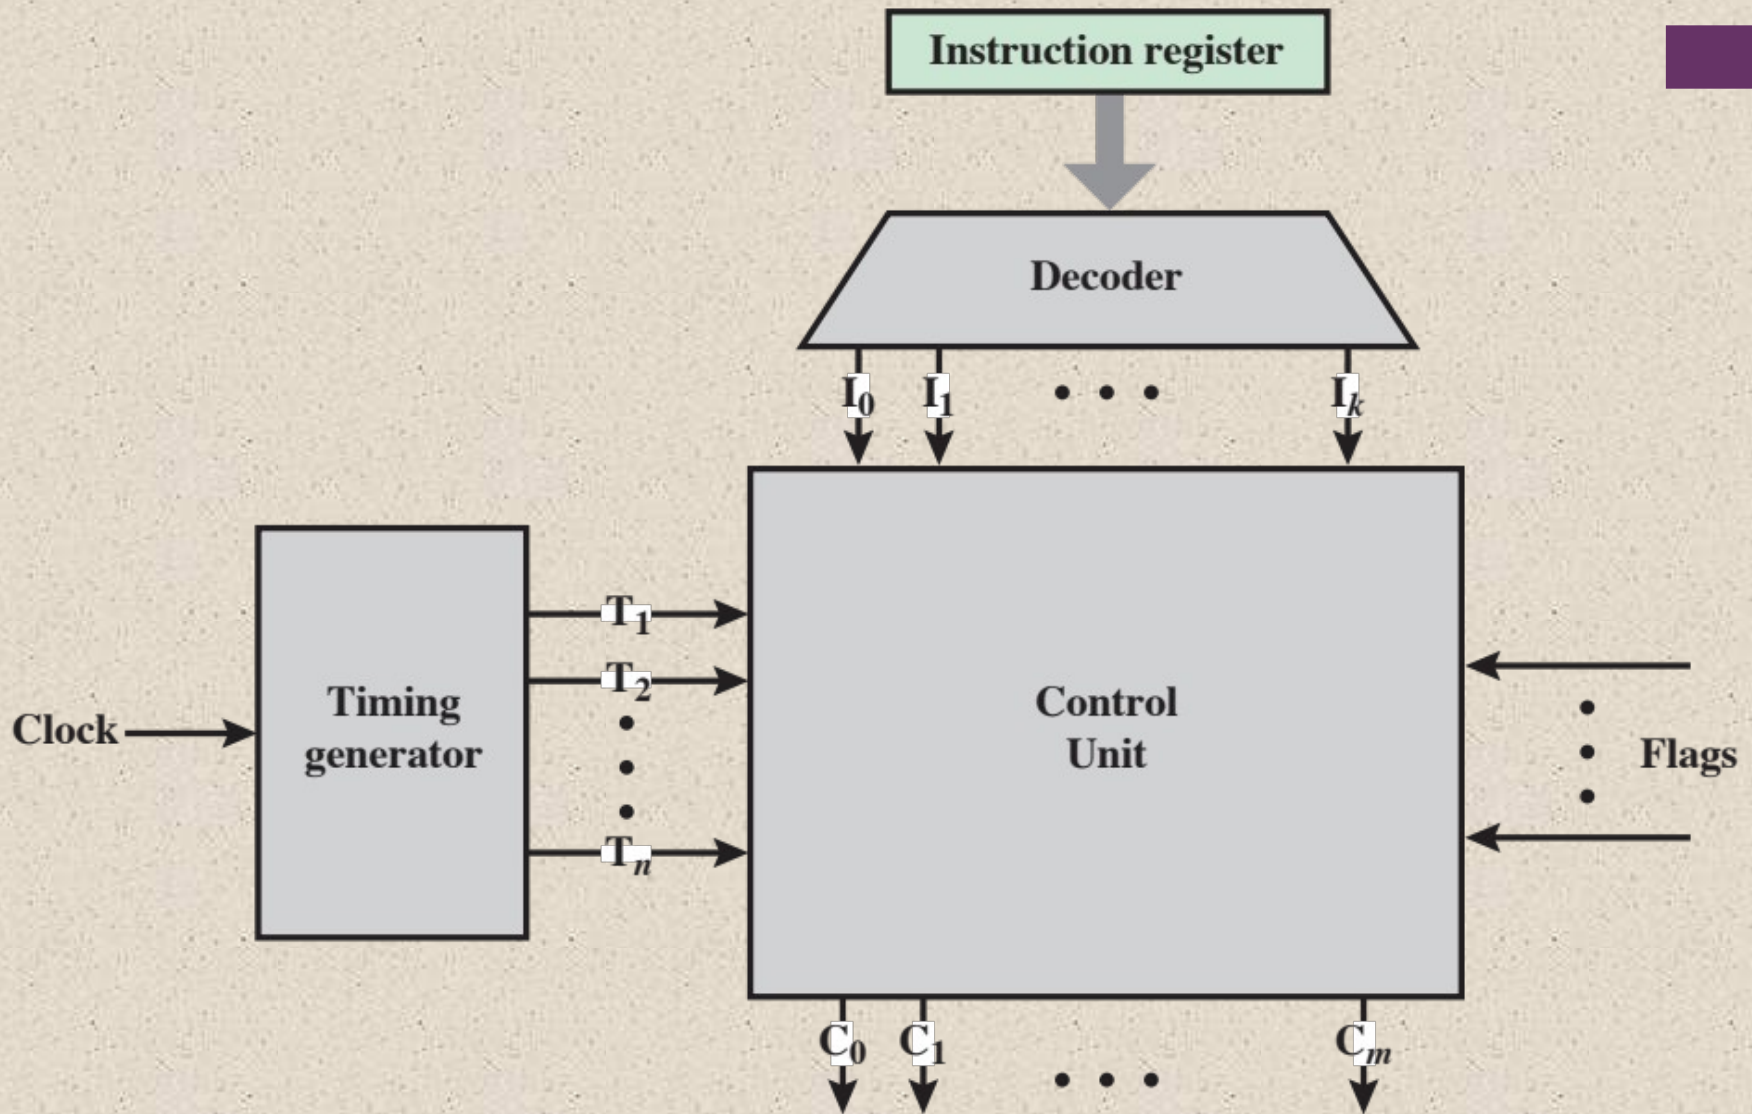 Instruction register
Decoder
I0 I1 Ik
Timing
generator
Clock
T1
T2
Tn
Control
Unit
Flags
C0 C1 Cm